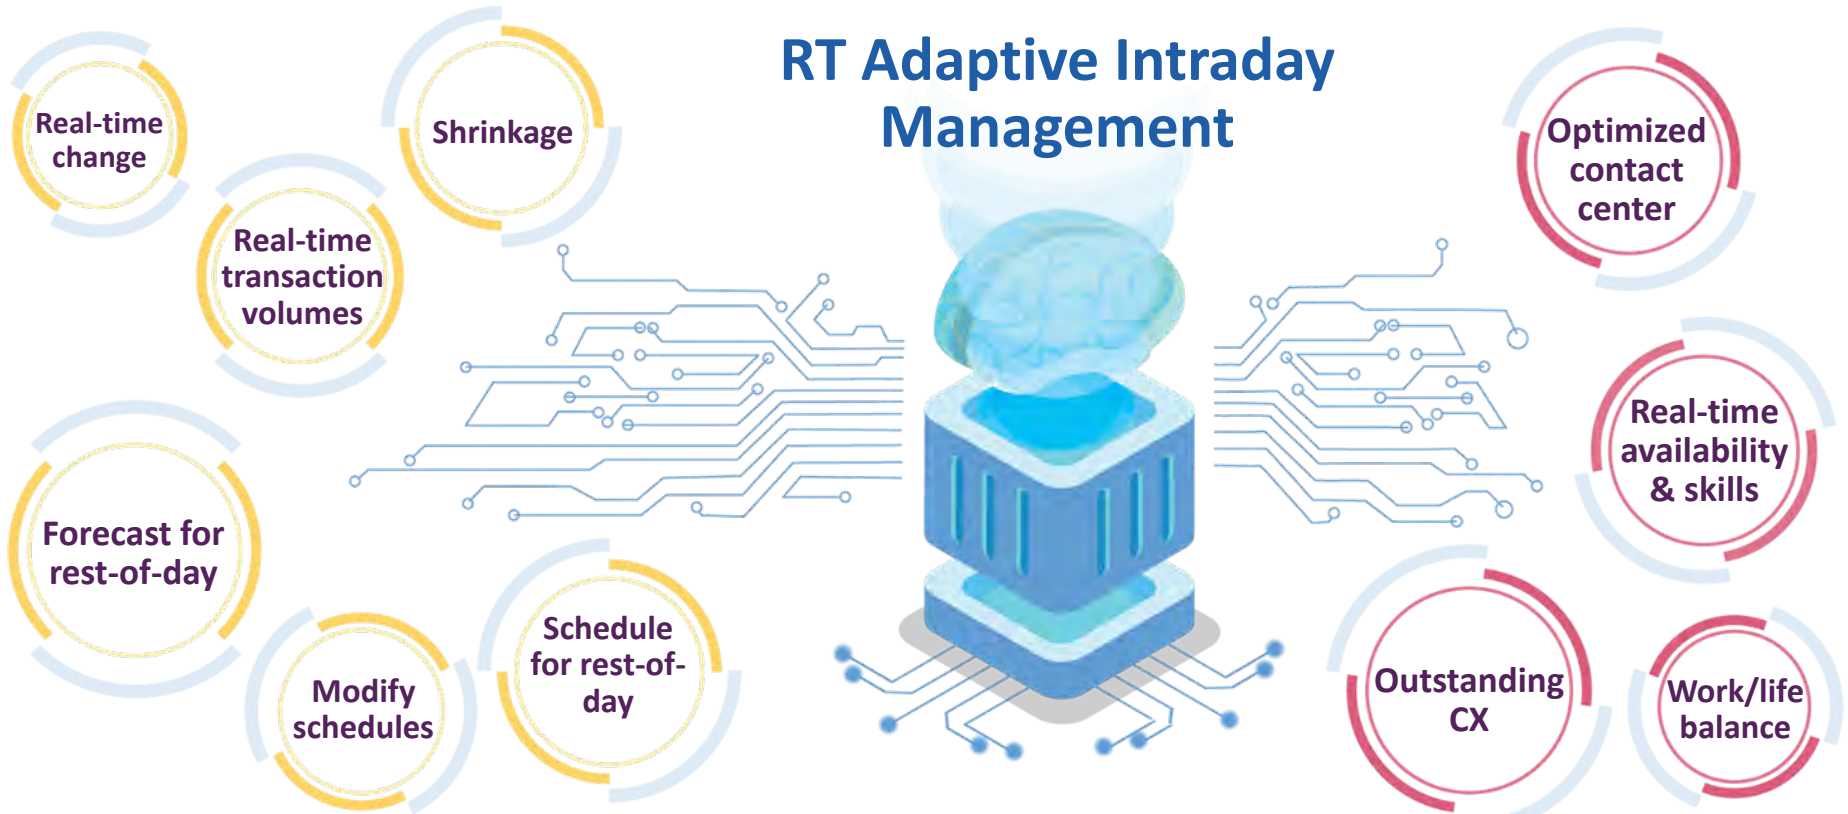 RT Adaptive Intraday
Management
Real-time
change
Shrinkage
Real-time
transaction
volumes
Forecast for
rest-of-day
Modify
schedules
Schedule
for rest-of-
day
Optimized
contact
center
Real-time
availability
& skills
Outstanding
CX
Work/life
balance